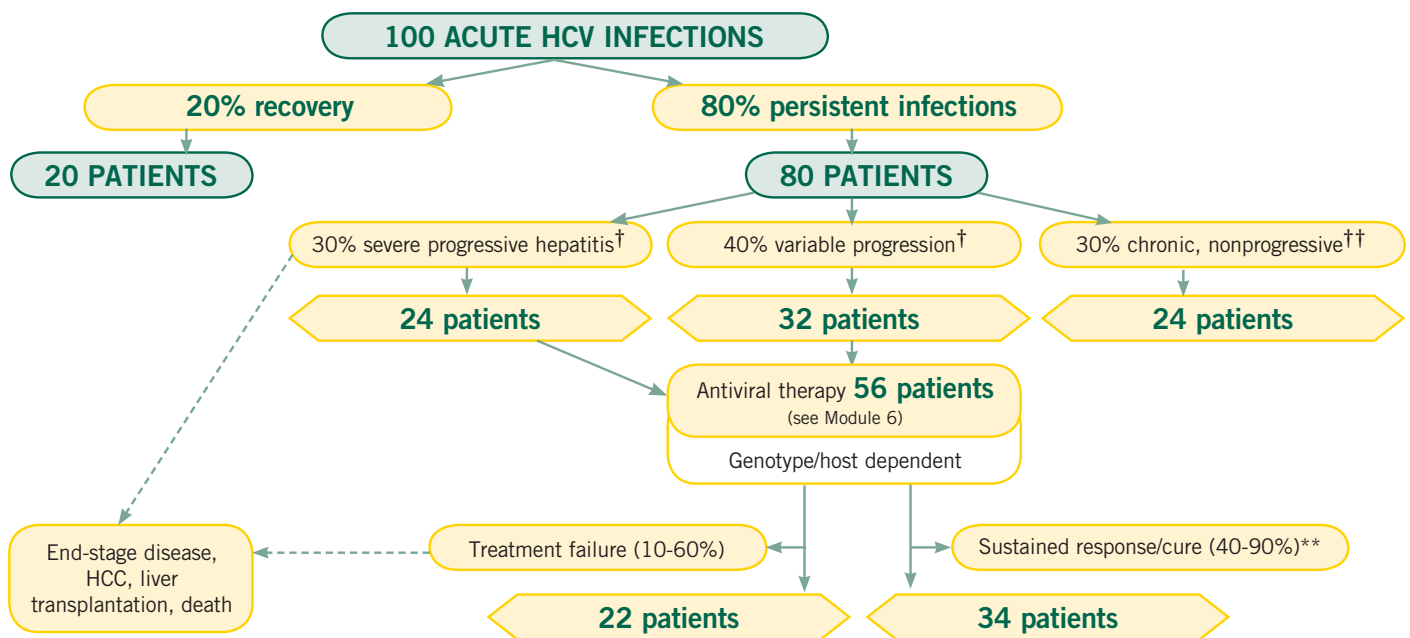 100 ACUTE HCV INFECTIONS
20% recovery
80% persistent infections
20 PATIENTS
80 PATIENTS
30% severe progressive hepatitis†
40% variable progression†
30% chronic, nonprogressive††
24 patients
32 patients
24 patients
Antiviral therapy 56 patients
(see Module 6)
Genotype/host dependent
End-stage disease,
HCC, liver
transplantation, death
Treatment failure (10-60%)
Sustained response/cure (40-90%)**
22 patients
34 patients